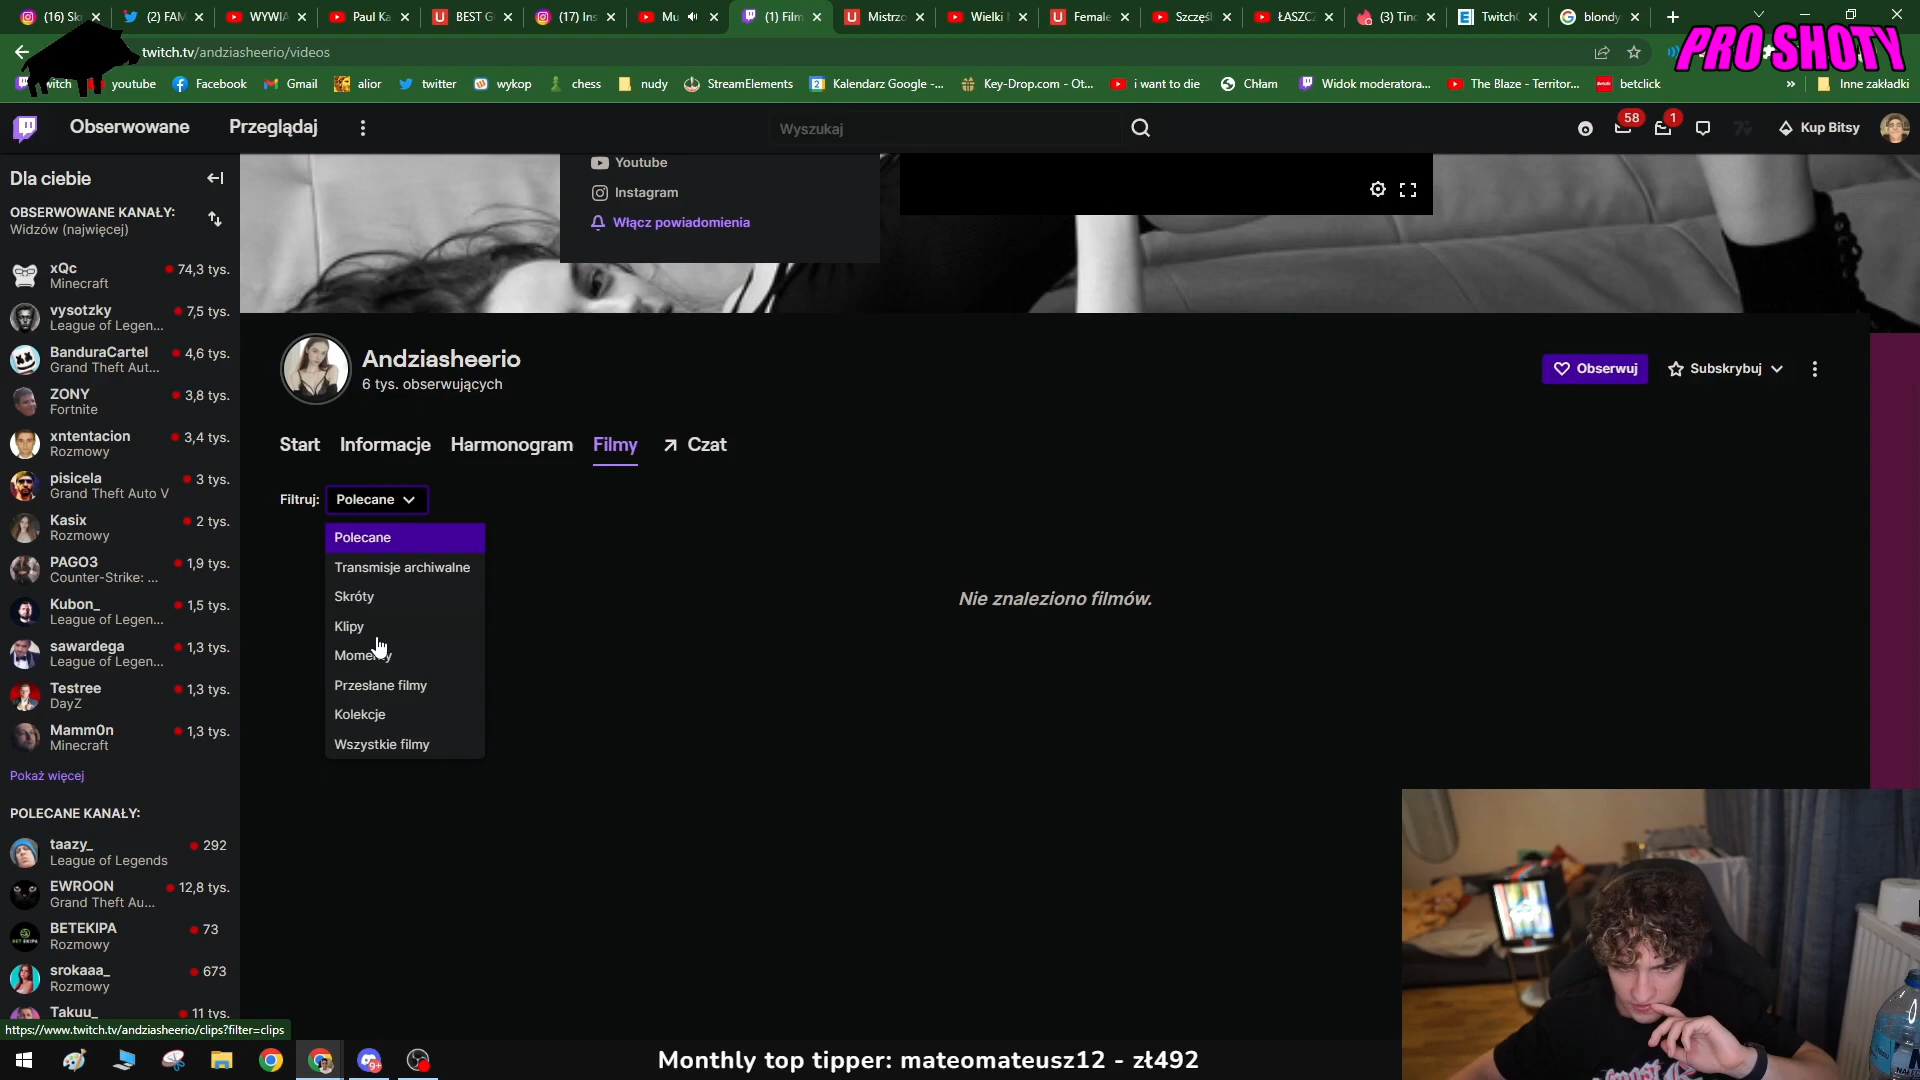 (16) Sk
(2) FAM
WYWIA
Paul Ka
BEST G
(17) Ins
Mu
(1) Film
Mistrzo
Wielki
Female
Szczęśl
ŁASZCZ
(3) Tind
Twitch
blondy
PRO SHOTY
twitch.tv/andziasheerio/videos
witch
youtube
Facebook
Gmail
alior
twitter
wykop
chess
nudy
StreamElements
Kalendarz Google -...
Key-Drop.com - Ot...
i want to die
Chłam
Widok moderatora...
The Blaze - Territor...
betclick
»
Inne zakładki
Obserwowane
Przeglądaj
Wyszukaj
58
1
Kup Bitsy
Dla ciebie
OBSERWOWANE KANAŁY:
Widzów (najwięcej)
xQc
74,3 tys.
Minecraft
vysotzky
7,5 tys.
League of Legen...
BanduraCartel
4,6 tys.
Grand Theft Aut...
ZONY
3,8 tys.
Fortnite
xntentacion
3,4 tys.
Rozmowy
pisicela
3 tys.
Grand Theft Auto V
Kasix
2 tys.
Rozmowy
PAGO3
1,9 tys.
Counter-Strike: ...
Kubon_
1,5 tys.
League of Legen...
sawardega
1,3 tys.
League of Legen...
Testree
1,3 tys.
DayZ
Mamm0n
1,3 tys.
Minecraft
Pokaż więcej
POLECANE KANAŁY:
taazy_
292
League of Legends
EWROON
12,8 tys.
Grand Theft Au...
BETEKIPA
73
Rozmowy
srokaaa_
673
Rozmowy
Takuu_
11 tys.
Youtube
Instagram
Włącz powiadomienia
Andziasheerio
6 tys. obserwujących
Obserwuj
Subskrybuj
Start
Informacje
Harmonogram
Filmy
Czat
Filtruj:
Polecane
Polecane
Transmisje archiwalne
Skróty
Klipy
Momenty
Przesłane filmy
Kolekcje
Wszystkie filmy
Nie znaleziono filmów.
https://www.twitch.tv/andziasheerio/clips?filter=clips
9+
Monthly top tipper: mateomateusz12 - zł492